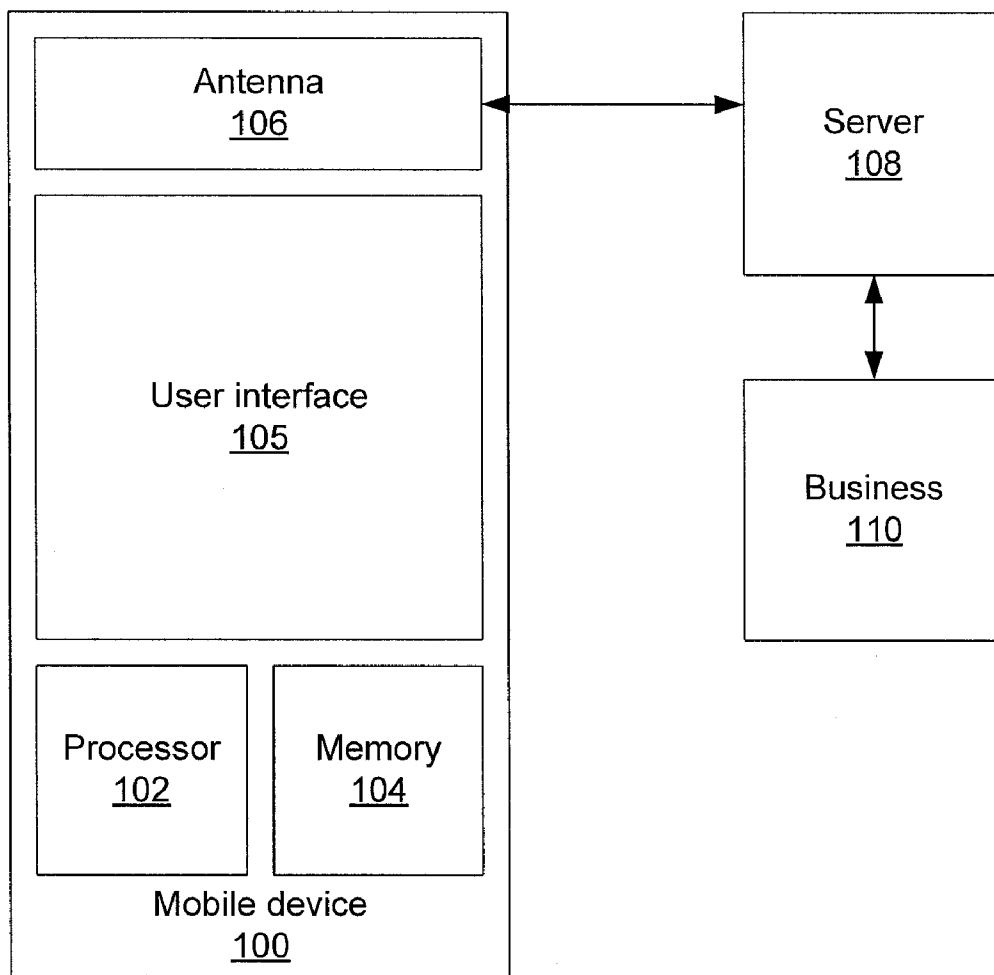 Antenna
106
Server
108
User interface
105
Business
110
Processor
102
Memory
104
Mobile device
100